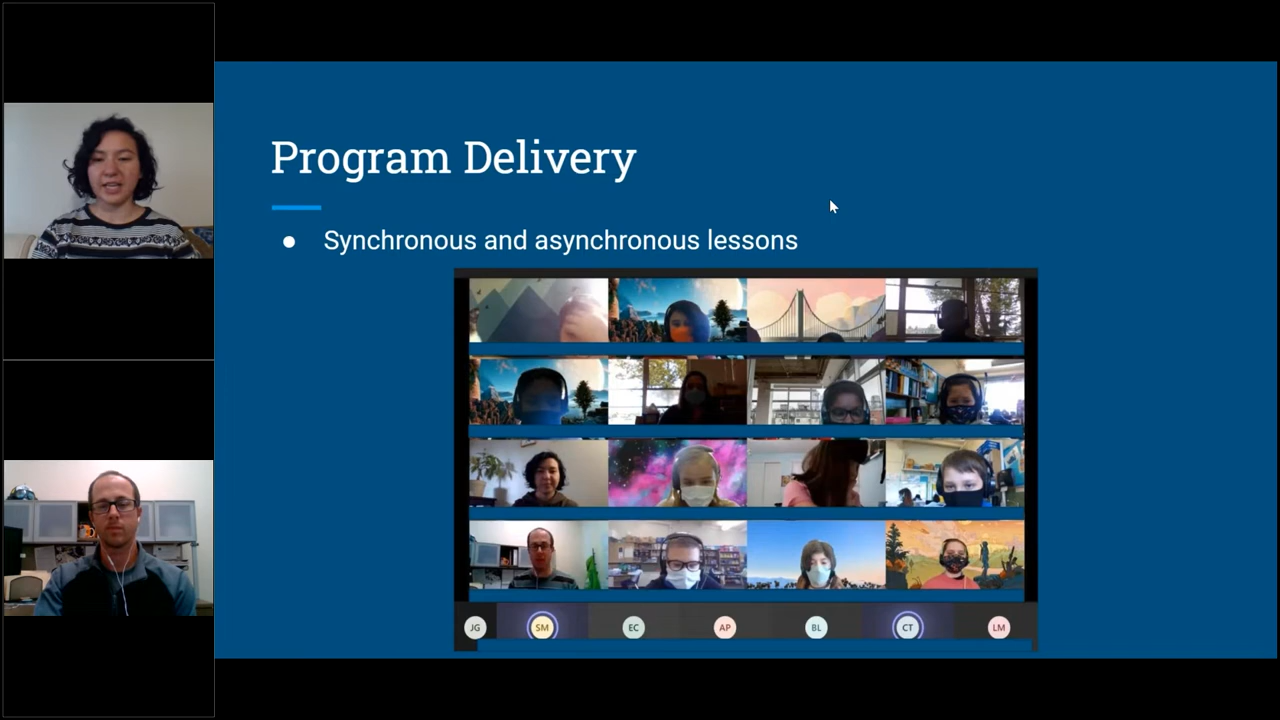 Program Delivery
● Synchronous and asynchronous lessons
JG SM EC AP BL CT LM